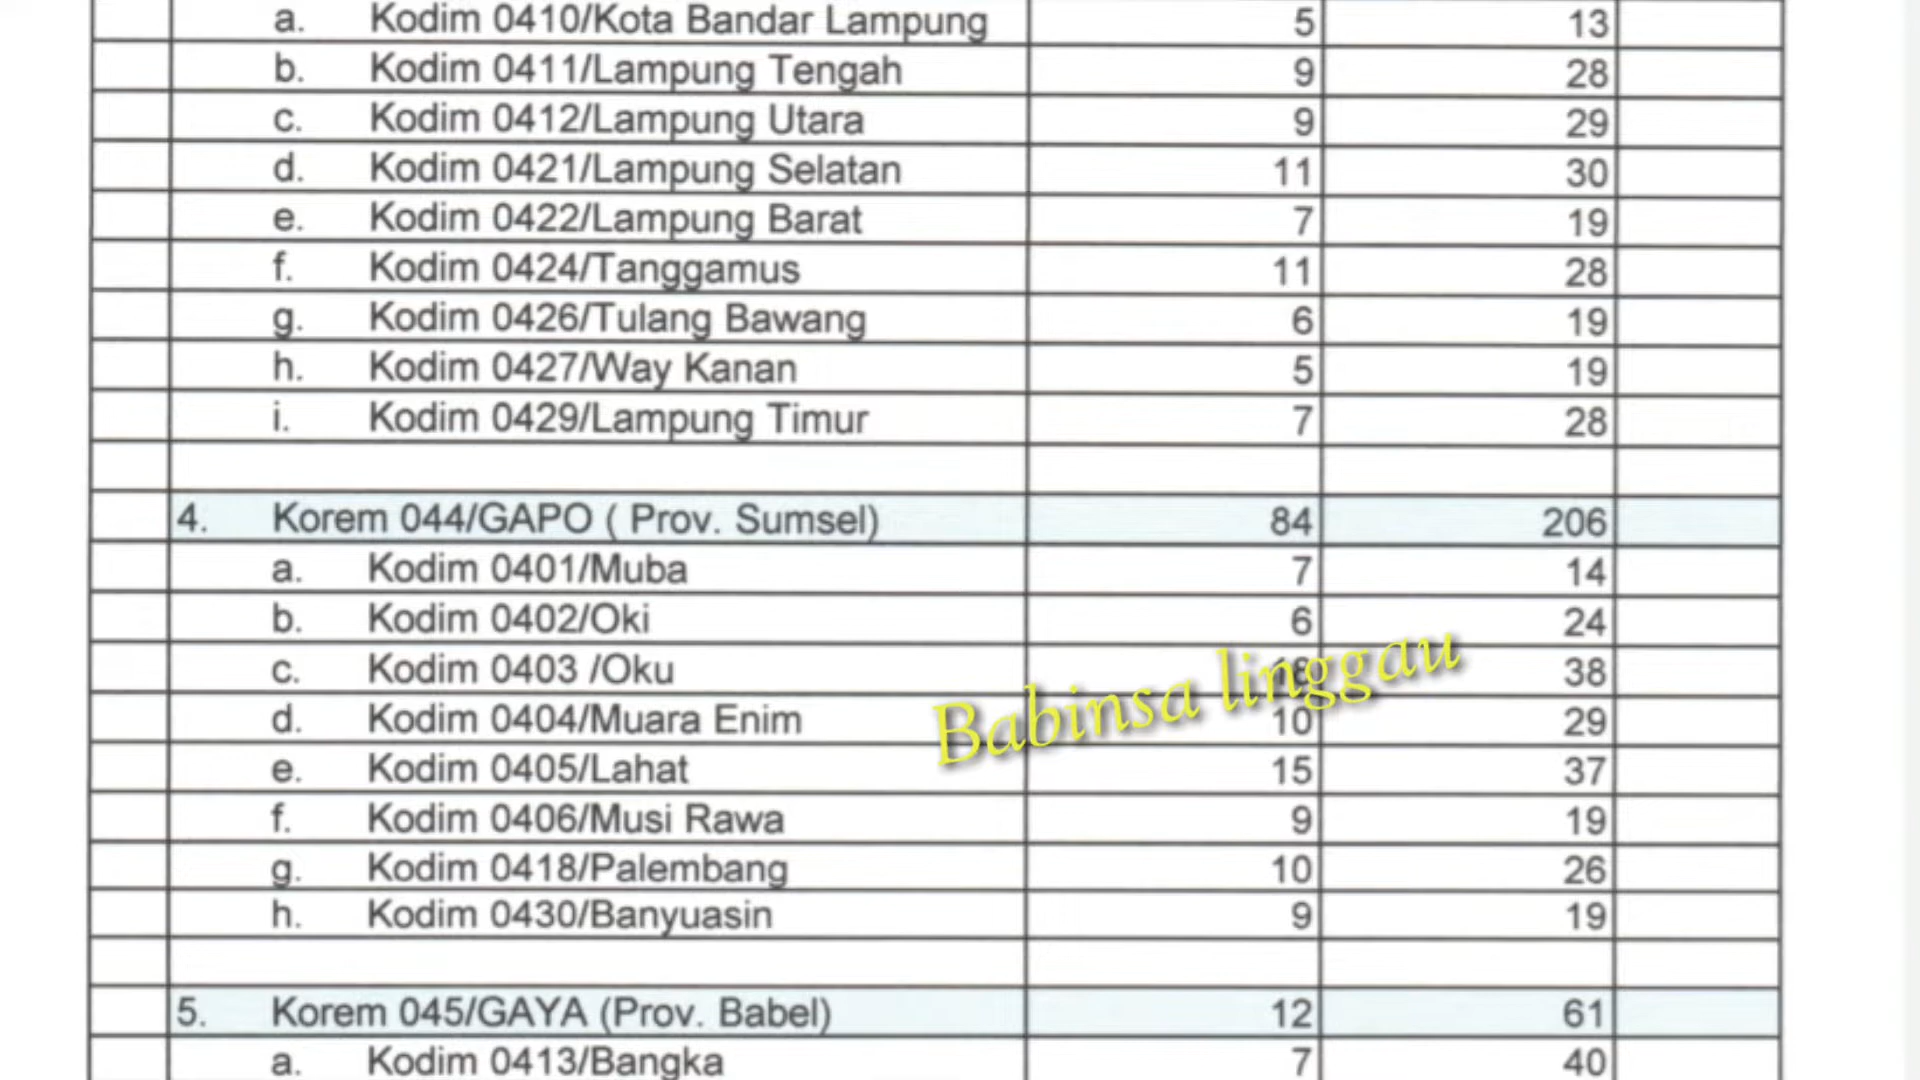 a. Kodim 0410/Kota Bandar Lampung 5 13
b. Kodim 0411/Lampung Tengah 9 28
c. Kodim 0412/Lampung Utara 9 29
d. Kodim 0421/Lampung Selatan 11 30
e. Kodim 0422/Lampung Barat 7 19
f. Kodim 0424/Tanggamus 11 28
g. Kodim 0426/Tulang Bawang 6 19
h. Kodim 0427/Way Kanan 5 19
i. Kodim 0429/Lampung Timur 7 28
4. Korem 044/GAPO ( Prov. Sumsel) 84 206
a. Kodim 0401/Muba 7 14
b. Kodim 0402/Oki 6 24
c. Kodim 0403 /Oku 18 38
d. Kodim 0404/Muara Enim 10 29
e. Kodim 0405/Lahat 15 37
f. Kodim 0406/Musi Rawa 9 19
g. Kodim 0418/Palembang 10 26
h. Kodim 0430/Banyuasin 9 19
5. Korem 045/GAYA (Prov. Babel) 12 61
a. Kodim 0413/Bangka 7 40
Babinsa linggau